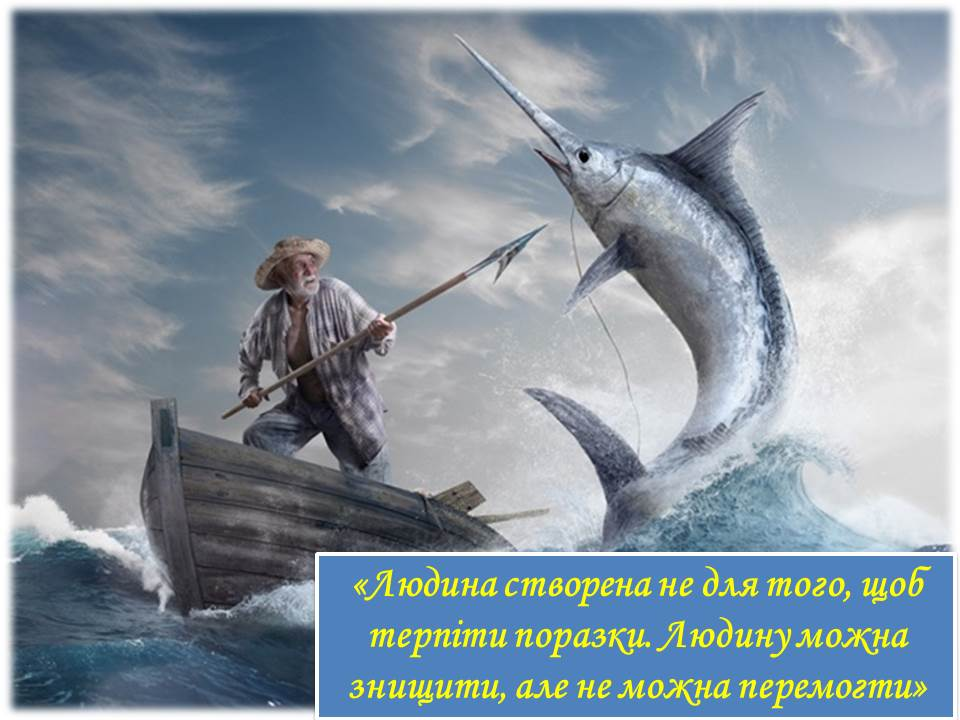 «Людина створена не для того, щоб
терпіти поразки. Людину можна
знищити, але не можна перемогти»